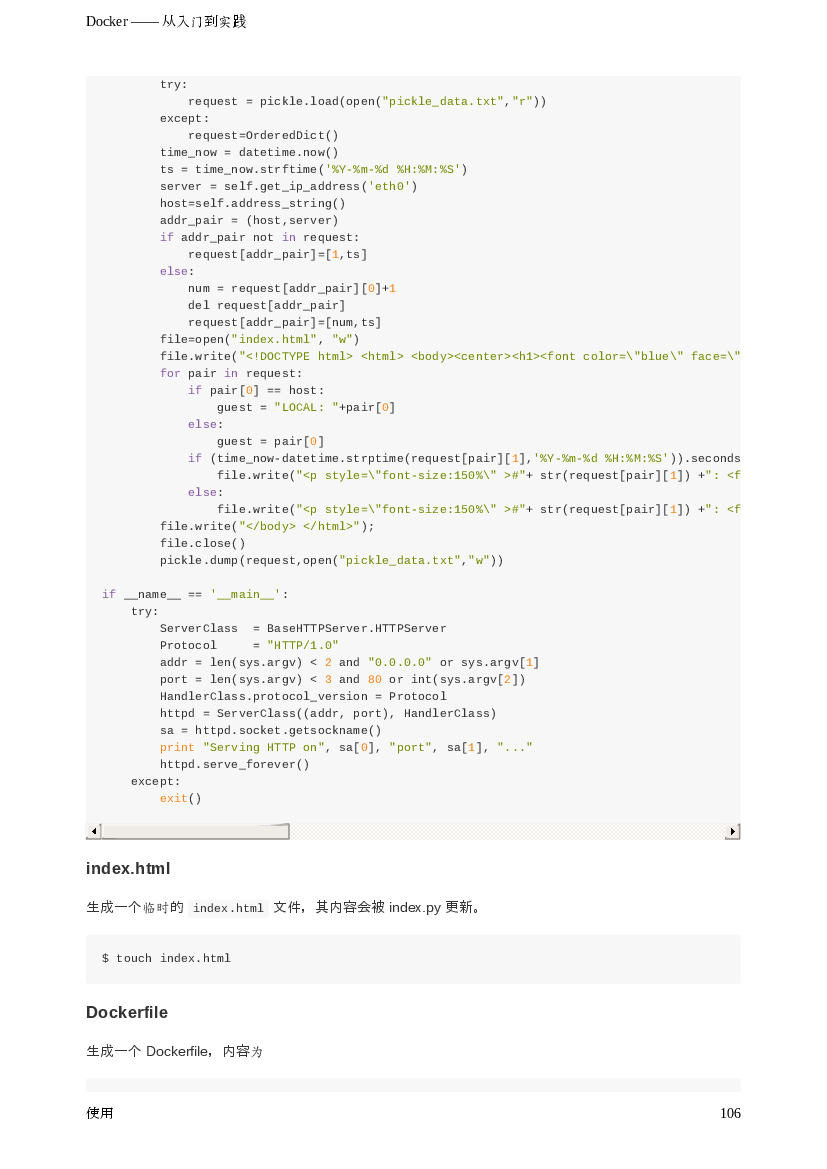 Docker —— 从入门到实践
        try:
            request = pickle.load(open("pickle_data.txt","r"))
        except:
            request=OrderedDict()
        time_now = datetime.now()
        ts = time_now.strftime('%Y-%m-%d %H:%M:%S')
        server = self.get_ip_address('eth0')
        host=self.address_string()
        addr_pair = (host,server)
        if addr_pair not in request:
            request[addr_pair]=[1,ts]
        else:
            num = request[addr_pair][0]+1
            del request[addr_pair]
            request[addr_pair]=[num,ts]
        file=open("index.html", "w")
        file.write("<!DOCTYPE html> <html> <body><center><h1><font color=\"blue\" face=\"
        for pair in request:
            if pair[0] == host:
                guest = "LOCAL: "+pair[0]
            else:
                guest = pair[0]
            if (time_now-datetime.strptime(request[pair][1],'%Y-%m-%d %H:%M:%S')).seconds
                file.write("<p style=\"font-size:150%\" >#"+ str(request[pair][1]) +": <f
            else:
                file.write("<p style=\"font-size:150%\" >#"+ str(request[pair][1]) +": <f
        file.write("</body> </html>");
        file.close()
        pickle.dump(request,open("pickle_data.txt","w"))
if __name__ == '__main__':
    try:
        ServerClass  = BaseHTTPServer.HTTPServer
        Protocol     = "HTTP/1.0"
        addr = len(sys.argv) < 2 and "0.0.0.0" or sys.argv[1]
        port = len(sys.argv) < 3 and 80 or int(sys.argv[2])
        HandlerClass.protocol_version = Protocol
        httpd = ServerClass((addr, port), HandlerClass)
        sa = httpd.socket.getsockname()
        print "Serving HTTP on", sa[0], "port", sa[1], "..."
        httpd.serve_forever()
    except:
        exit()
index.html
生成一个临时的 index.html 文件，其内容会被 index.py 更新。
$ touch index.html
Dockerfile
生成一个 Dockerfile，内容为
使用 106